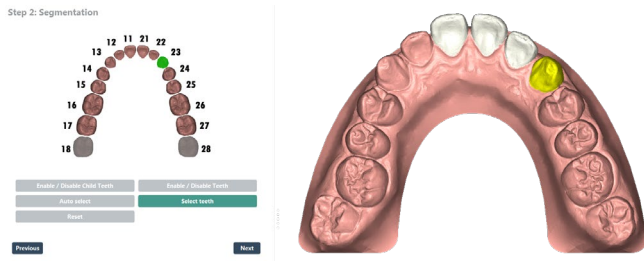 Step 2: Segmentation
11 21
12 22
13 23
14 24
15 25
16 26
17 27
18 28
Enable / Disable Child Teeth Enable / Disable Teeth
Auto select Select teeth
Reset
Previous Next